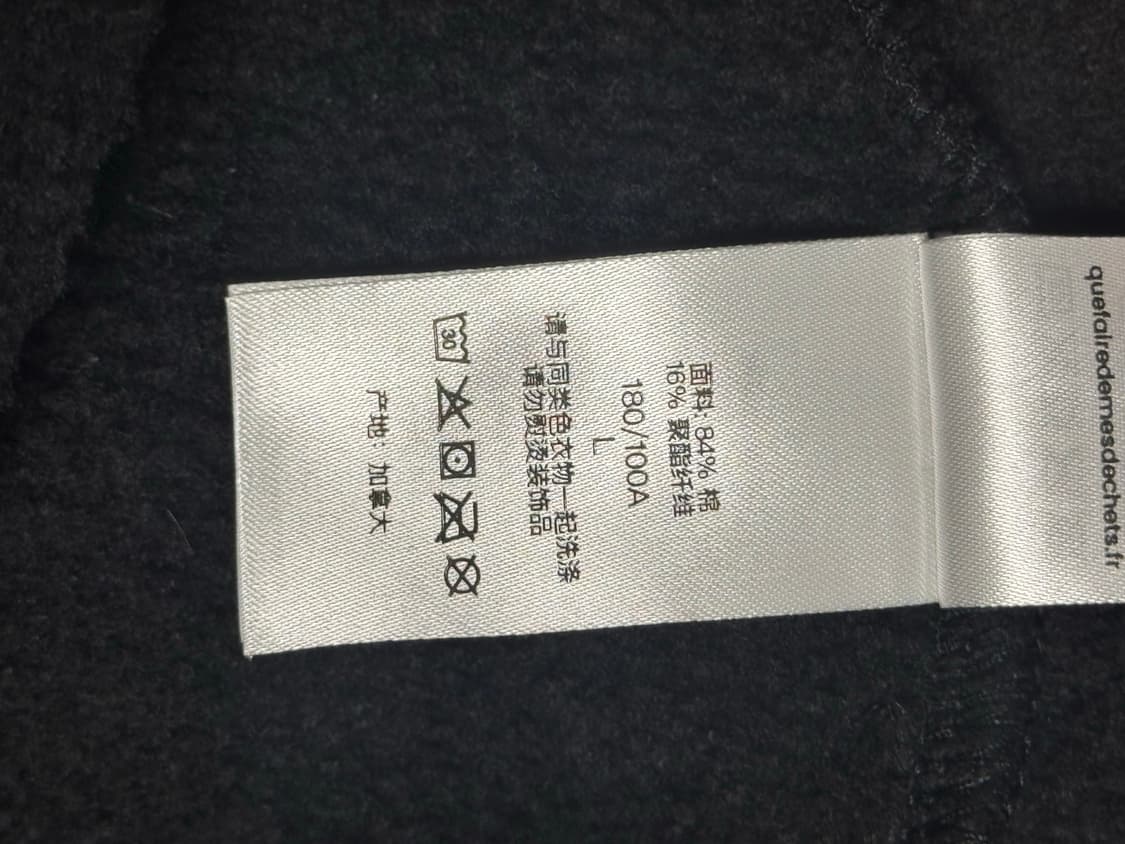 quefairedemesdechets.fr
面料: 84% 棉
16% 聚酯纤维
180/100A
L
请与同类色衣物一起洗涤
请勿熨烫装饰品
30
产地: 加拿大